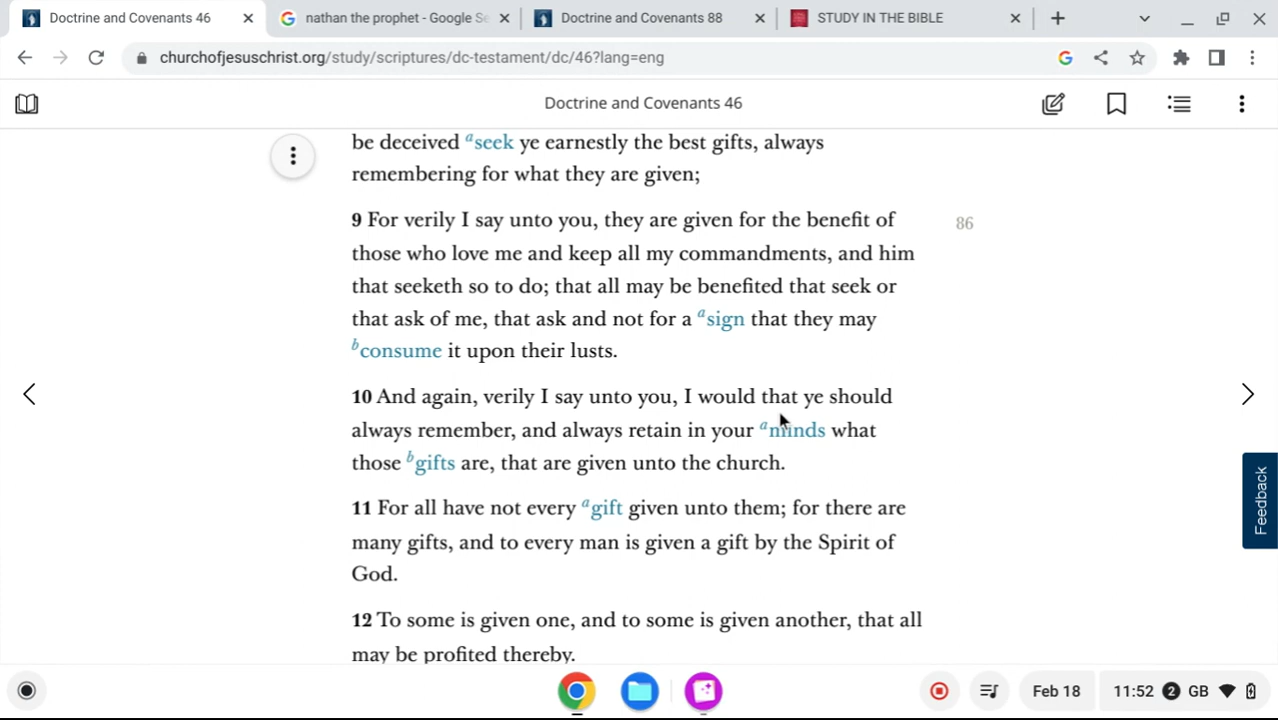 Doctrine and Covenants 46
nathan the prophet - Google Se
Doctrine and Covenants 88
STUDY IN THE BIBLE
churchofjesuschrist.org/study/scriptures/dc-testament/dc/46?lang=eng
Doctrine and Covenants 46
be deceived a seek ye earnestly the best gifts, always
remembering for what they are given;
9 For verily I say unto you, they are given for the benefit of
86
those who love me and keep all my commandments, and him
that seeketh so to do; that all may be benefited that seek or
that ask of me, that ask and not for a a sign that they may
b consume it upon their lusts.
10 And again, verily I say unto you, I would that ye should
always remember, and always retain in your a minds what
those b gifts are, that are given unto the church.
11 For all have not every a gift given unto them; for there are
many gifts, and to every man is given a gift by the Spirit of
God.
12 To some is given one, and to some is given another, that all
may be profited thereby.
Feedback
Feb 18
11:52 2 GB